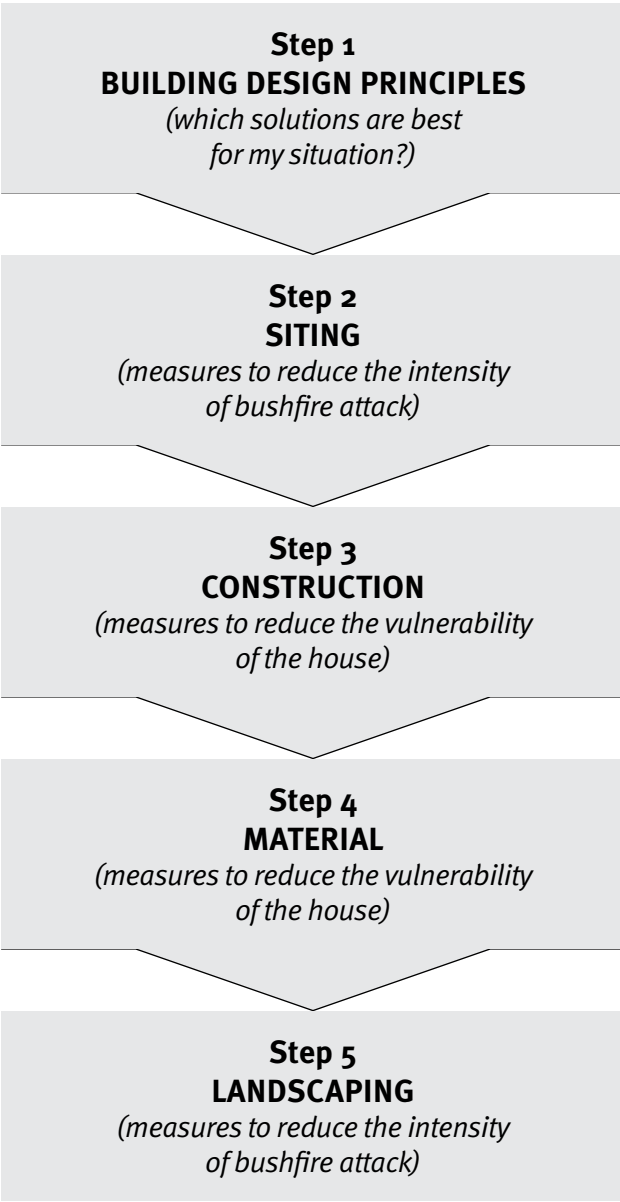 Step 1
BUILDING DESIGN PRINCIPLES
(which solutions are best
for my situation?)
Step 2
SITING
(measures to reduce the intensity
of bushfire attack)
Step 3
CONSTRUCTION
(measures to reduce the vulnerability
of the house)
Step 4
MATERIAL
(measures to reduce the vulnerability
of the house)
Step 5
LANDSCAPING
(measures to reduce the intensity
of bushfire attack)